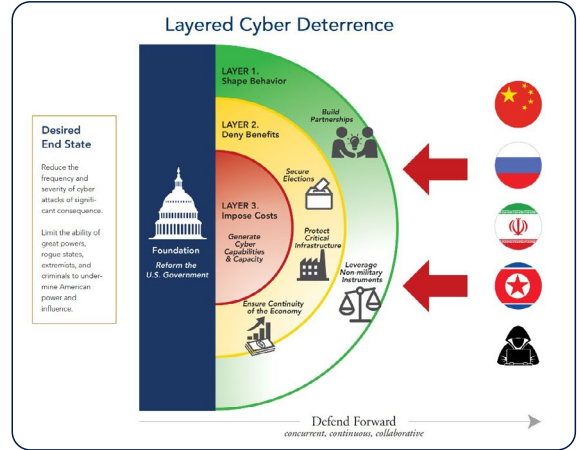 Layered Cyber Deterrence
Desired
End State
Reduce the
frequency and
severity of cyber
attacks of signifi-
cant consequence.
Limit the ability of
great powers,
rogue states,
extremists, and
criminals to under-
mine American
power and
influence.
Foundation
Reform the
U.S. Government
LAYER 1.
Shape Behavior
Build
Partnerships
LAYER 2.
Deny Benefits
Secure
Elections
LAYER 3.
Impose Costs
Generate
Cyber
Capabilities
& Capacity
Protect
Critical
Infrastructure
Leverage
Non-military
Instruments
Ensure Continuity
of the Economy
Defend Forward
concurrent, continuous, collaborative